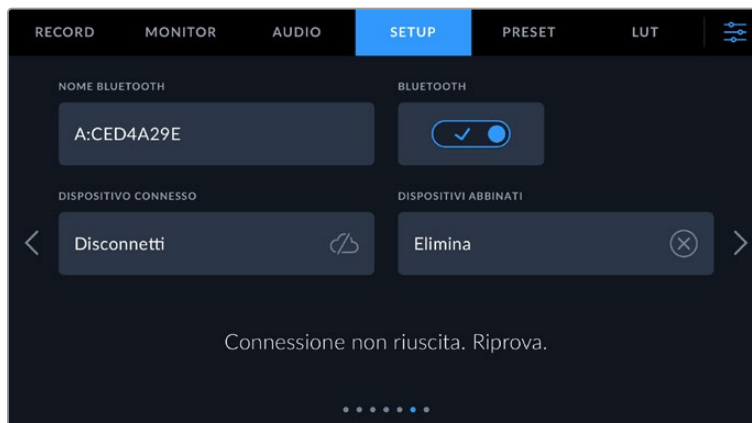 RECORD MONITOR AUDIO SETUP PRESET LUT
NOME BLUETOOTH BLUETOOTH
A:CED4A29E
DISPOSITIVO CONNESSO DISPOSITIVI ABBINATI
Disconnetti Elimina
Connessione non riuscita. Riprova.